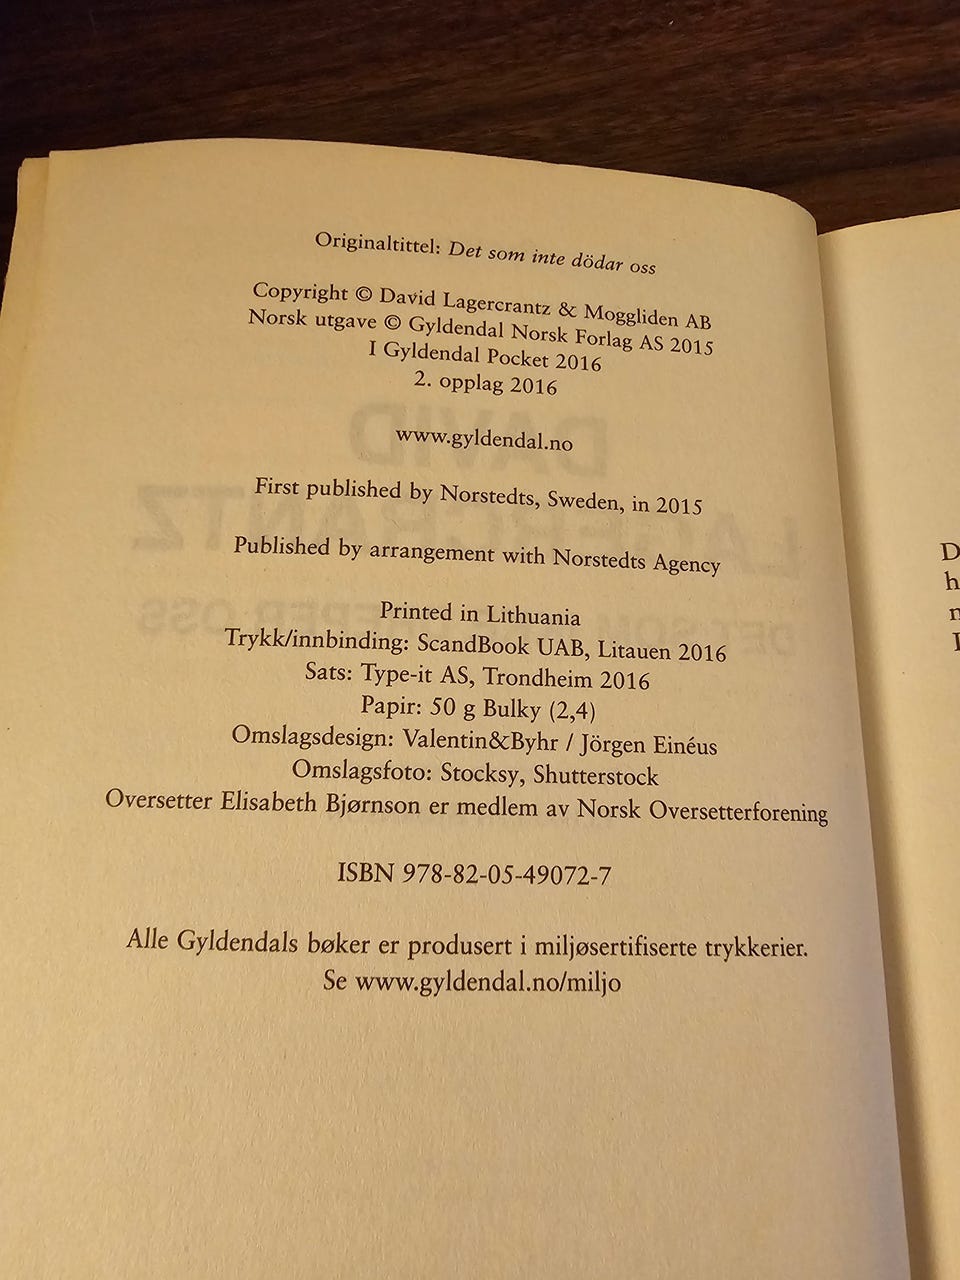 Originaltittel: Det som inte dödar oss
Copyright © David Lagercrantz & Moggliden AB
Norsk utgave © Gyldendal Norsk Forlag AS 2015
I Gyldendal Pocket 2016
2. opplag 2016
www.gyldendal.no
First published by Norstedts, Sweden, in 2015
Published by arrangement with Norstedts Agency
Printed in Lithuania
Trykk/innbinding: ScandBook UAB, Litauen 2016
Sats: Type-it AS, Trondheim 2016
Papir: 50 g Bulky (2,4)
Omslagsdesign: Valentin&Byhr / Jörgen Einéus
Omslagsfoto: Stocksy, Shutterstock
Oversetter Elisabeth Bjørnson er medlem av Norsk Oversetterforening
ISBN 978-82-05-49072-7
Alle Gyldendals bøker er produsert i miljøsertifiserte trykkerier.
Se www.gyldendal.no/miljo